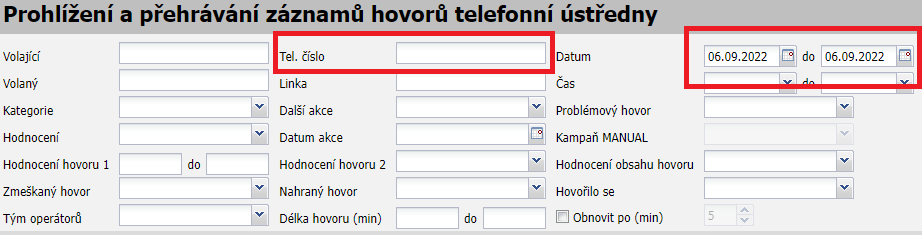 Prohlížení a přehrávání záznamů hovorů telefonní ústředny
Volající Tel. číslo Datum 06.09.2022 do 06.09.2022
Volaný Linka Čas do
Kategorie Další akce Problémový hovor
Hodnocení Datum akce Kampaň MANUAL
Hodnocení hovoru 1 do Hodnocení hovoru 2 Hodnocení obsahu hovoru
Zmeškaný hovor Nahraný hovor Hovořilo se
Tým operátorů Délka hovoru (min) do Obnovit po (min) 5